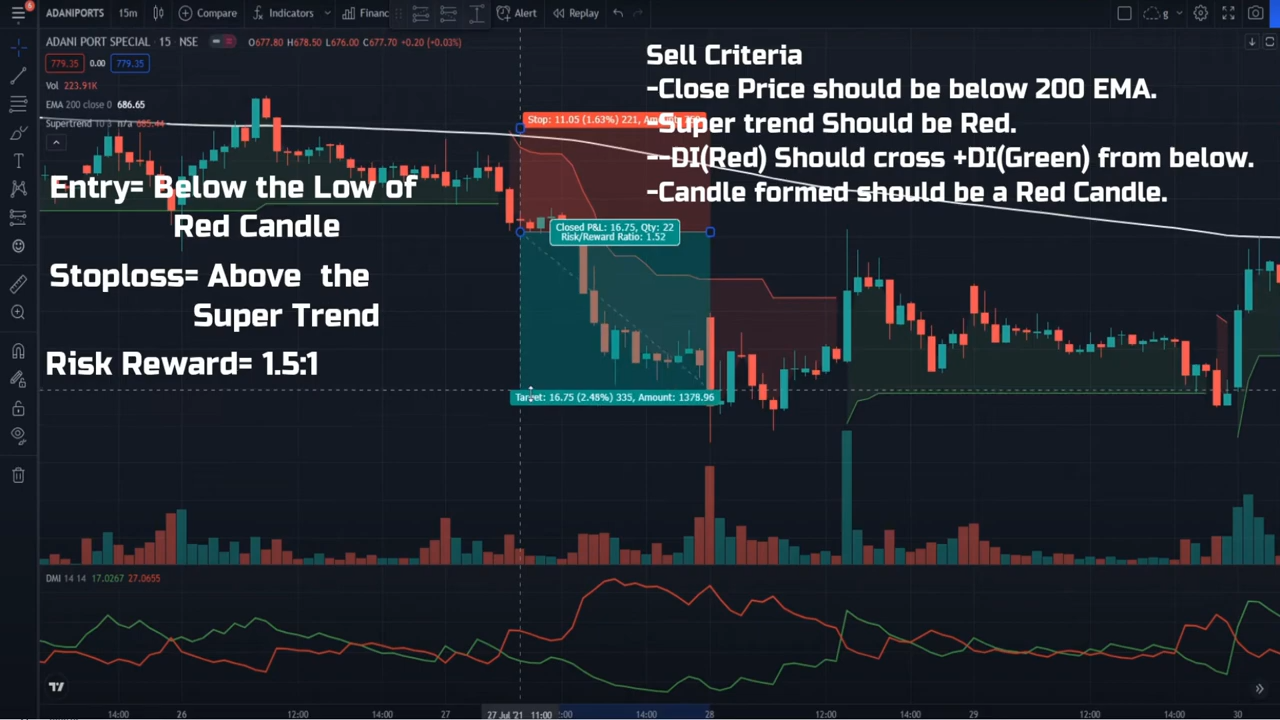 ADANIPORTS 15m Compare Indicators Financ Alert Replay g
ADANI PORT SPECIAL · 15 · NSE O677.80 H678.50 L676.00 C677.70 +0.20 (+0.03%)
779.35 0.00 779.35
Vol 223.91K
EMA 200 close 0 686.65
Supertrend 10 3 n/a 685.44
Sell Criteria
-Close Price should be below 200 EMA.
-Super trend Should be Red.
--DI(Red) Should cross +DI(Green) from below.
-Candle formed should be a Red Candle.
Stop: 11.05 (1.63%) 221,
Entry= Below the Low of
Red Candle
Stoploss= Above the
Super Trend
Risk Reward= 1.5:1
Closed P&L: 16.75, Qty: 22
Risk/Reward Ratio: 1.52
Target: 16.75 (2.48%) 335, Amount: 1378.96
DMI 14 14 17.0267 27.0655
14:00 26 12:00 14:00 27 27 Jul '21 11:00 :00 14:00 28 12:00 14:00 29 12:00 14:00 30